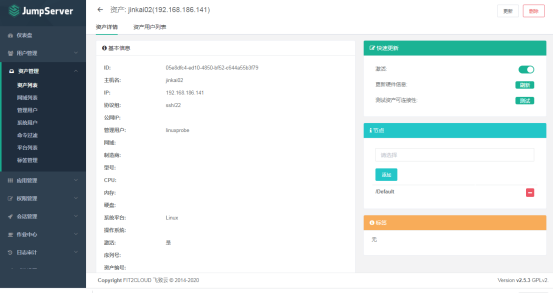 JumpServer
← 资产: jinkai02(192.168.186.141)
更新
删除
资产详情
资产用户列表
仪表盘
用户管理
资产管理
资产列表
网域列表
管理用户
系统用户
命令过滤
平台列表
标签管理
应用管理
权限管理
会话管理
作业中心
日志审计
基本信息
ID:
主机名: jinkai02
IP: 192.168.186.141
协议组: ssh/22
公网IP:
管理用户: linuxprobe
网域:
制造商:
型号:
CPU:
内存:
硬盘:
系统平台: Linux
操作系统:
激活: 是
序列号:
资产编号:
快速更新
激活
更新硬件信息 刷新
测试资产可连接性 测试
节点
请选择
添加
/Default
标签
无
Copyright FIT2CLOUD 飞致云 © 2014-2020
Version v2.5.3 GPLv2.